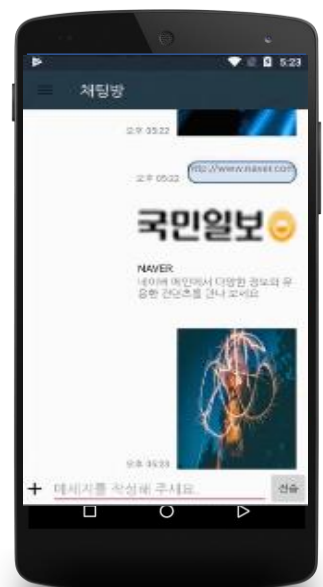 5:23
채팅방
오후 05:22
http://www.naver.com
오후 05:22
국민일보
NAVER
네이버 메인에서 다양한 정보와 유
용한 컨텐츠를 만나 보세요
오후 05:23
+ 메세지를 작성해 주세요.
전송